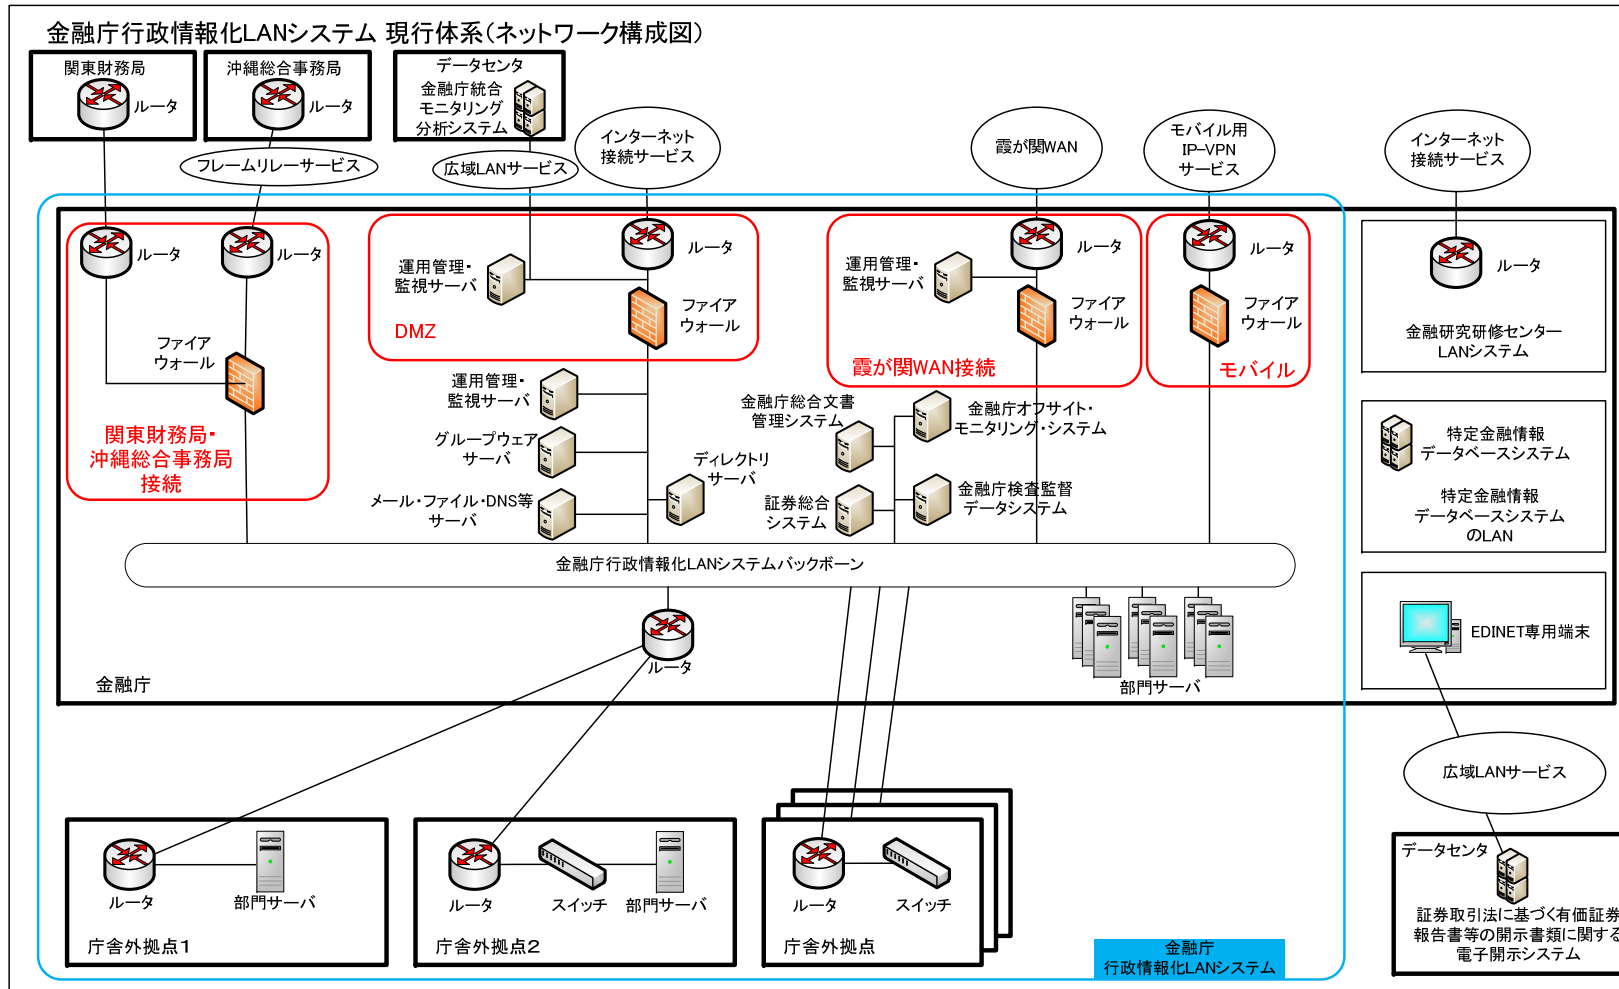 金融庁行政情報化LANシステム 現行体系(ネットワーク構成図)
関東財務局
ルータ
沖縄総合事務局
ルータ
データセンタ
金融庁統合
モニタリング
分析システム
フレームリレーサービス
広域LANサービス
インターネット
接続サービス
霞が関WAN
モバイル用
IP-VPN
サービス
インターネット
接続サービス
ルータ
ルータ
ファイア
ウォール
関東財務局・
沖縄総合事務局
接続
運用管理・
監視サーバ
ルータ
ファイア
ウォール
DMZ
運用管理・
監視サーバ
ルータ
ファイア
ウォール
霞が関WAN接続
ルータ
ファイア
ウォール
モバイル
ルータ
金融研究研修センター
LANシステム
運用管理・
監視サーバ
グループウェア
サーバ
メール・ファイル・DNS等
サーバ
ディレクトリ
サーバ
金融庁総合文書
管理システム
金融庁オフサイト・
モニタリング・システム
証券総合
システム
金融庁検査監督
データシステム
特定金融情報
データベースシステム
特定金融情報
データベースシステム
のLAN
金融庁行政情報化LANシステムバックボーン
ルータ
部門サーバ
EDINET専用端末
金融庁
広域LANサービス
ルータ
部門サーバ
庁舎外拠点1
ルータ
スイッチ
部門サーバ
庁舎外拠点2
ルータ
スイッチ
庁舎外拠点
金融庁
行政情報化LANシステム
データセンタ
証券取引法に基づく有価証券
報告書等の開示書類に関する
電子開示システム